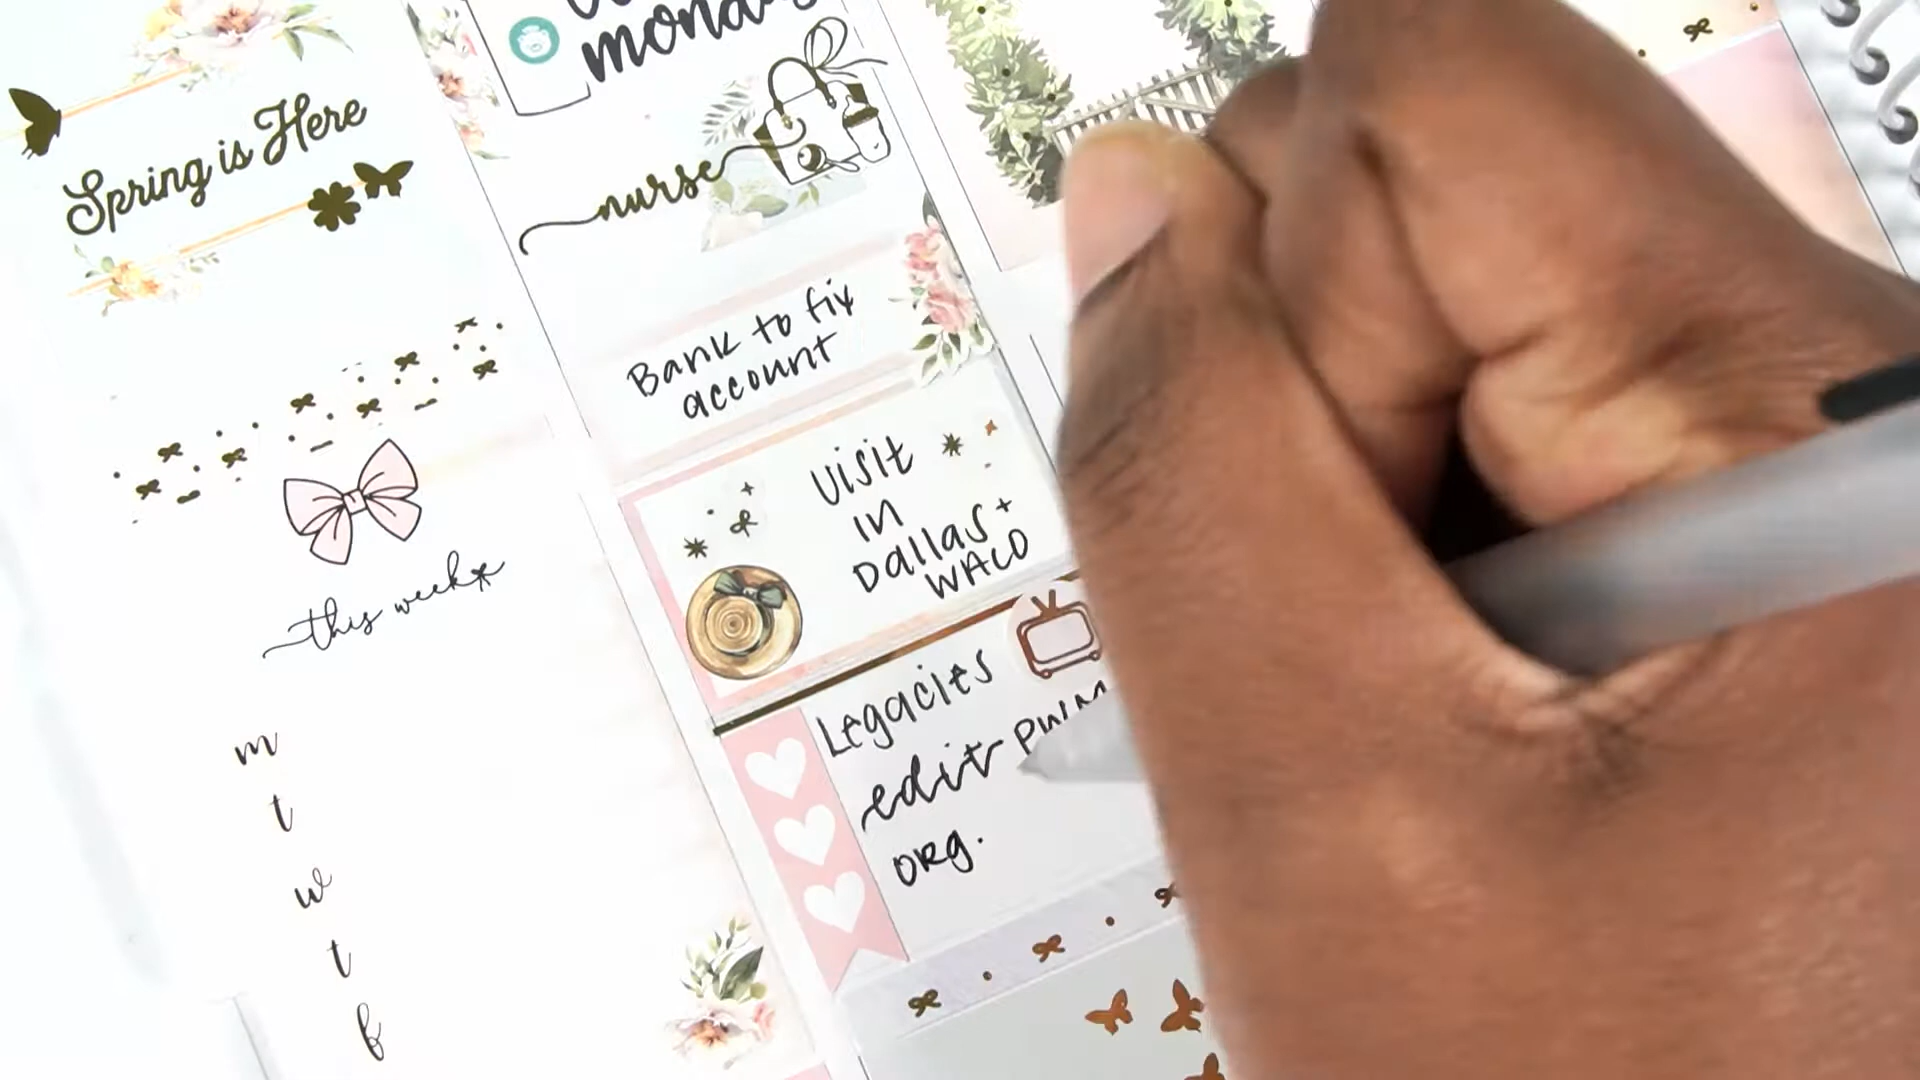 Spring is Here
this week
m
t
w
t
f
nurse
Bank to fix
account
Visit
in
Dallas +
WACO
Legacies
edit
org.